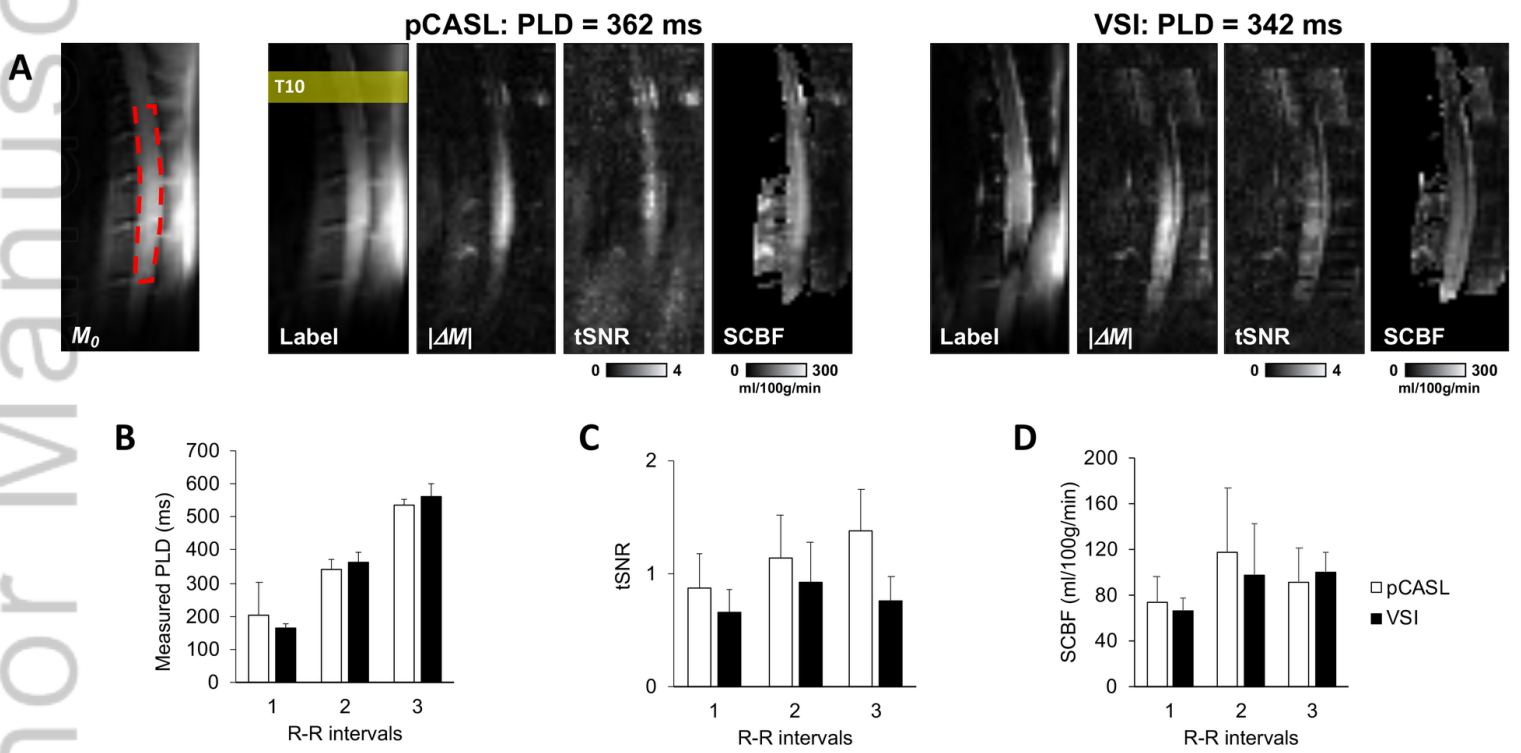 pCASL: PLD = 362 ms
VSI: PLD = 342 ms
A
M0
T10
Label
|ΔM|
tSNR
SCBF
Label
|ΔM|
tSNR
SCBF
0 4
0 300
ml/100g/min
0 4
0 300
ml/100g/min
B
700
600
500
400
300
200
100
0
Measured PLD (ms)
1 2 3
R-R intervals
C
2
1
0
tSNR
1 2 3
R-R intervals
D
200
160
120
80
40
0
SCBF (ml/100g/min)
1 2 3
R-R intervals
pCASL
VSI
hor Manusc